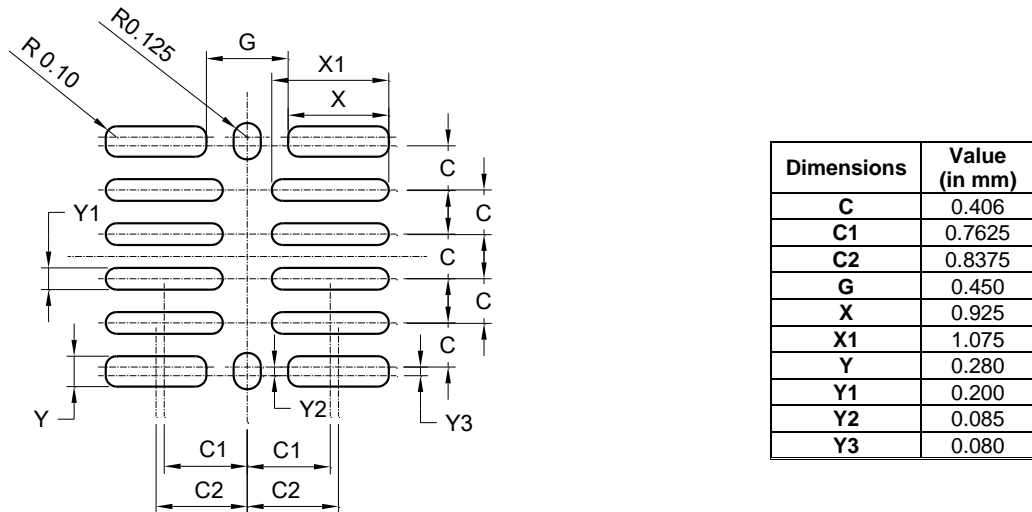 R0.125
R 0.10
G
X1
X
C
C
C
C
C
Y1
Y
Y2
Y3
C1
C1
C2
C2
Dimensions Value (in mm)
C 0.406
C1 0.7625
C2 0.8375
G 0.450
X 0.925
X1 1.075
Y 0.280
Y1 0.200
Y2 0.085
Y3 0.080